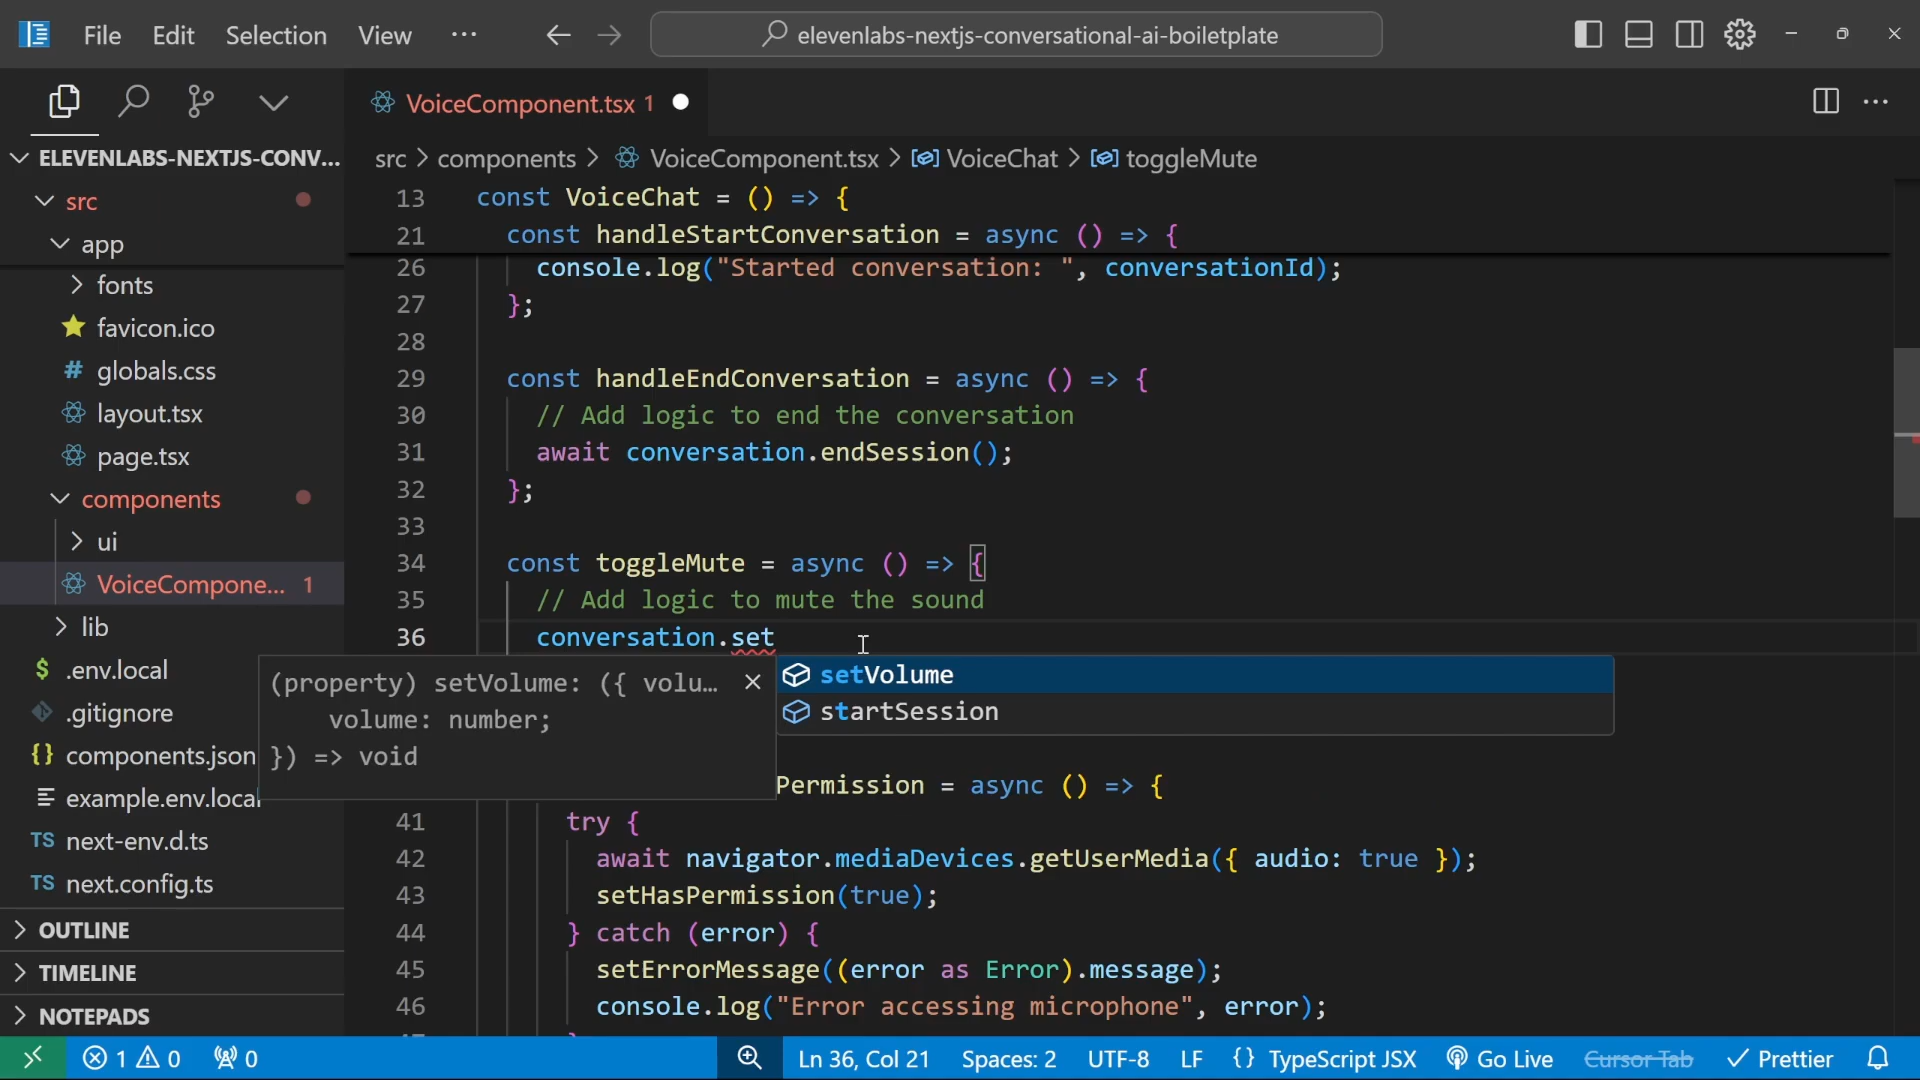 File Edit Selection View ···
elevenlabs-nextjs-conversational-ai-boiletplate
VoiceComponent.tsx 1
ELEVENLABS-NEXTJS-CONV...
src
app
fonts
favicon.ico
# globals.css
layout.tsx
page.tsx
components
ui
VoiceCompone... 1
lib
$ .env.local
.gitignore
{} components.json
example.env.local
TS next-env.d.ts
TS next.config.ts
OUTLINE
TIMELINE
NOTEPADS
src > components > VoiceComponent.tsx > VoiceChat > toggleMute
13 const VoiceChat = () => {
21 const handleStartConversation = async () => {
26 console.log("Started conversation: ", conversationId);
27 };
28
29 const handleEndConversation = async () => {
30 // Add logic to end the conversation
31 await conversation.endSession();
32 };
33
34 const toggleMute = async () => {
35 // Add logic to mute the sound
36 conversation.set
(property) setVolume: ({ volu...
volume: number;
}) => void
setVolume
startSession
Permission = async () => {
41 try {
42 await navigator.mediaDevices.getUserMedia({ audio: true });
43 setHasPermission(true);
44 } catch (error) {
45 setErrorMessage((error as Error).message);
46 console.log("Error accessing microphone", error);
1 0 0 Ln 36, Col 21 Spaces: 2 UTF-8 LF {} TypeScript JSX Go Live Cursor Tab Prettier